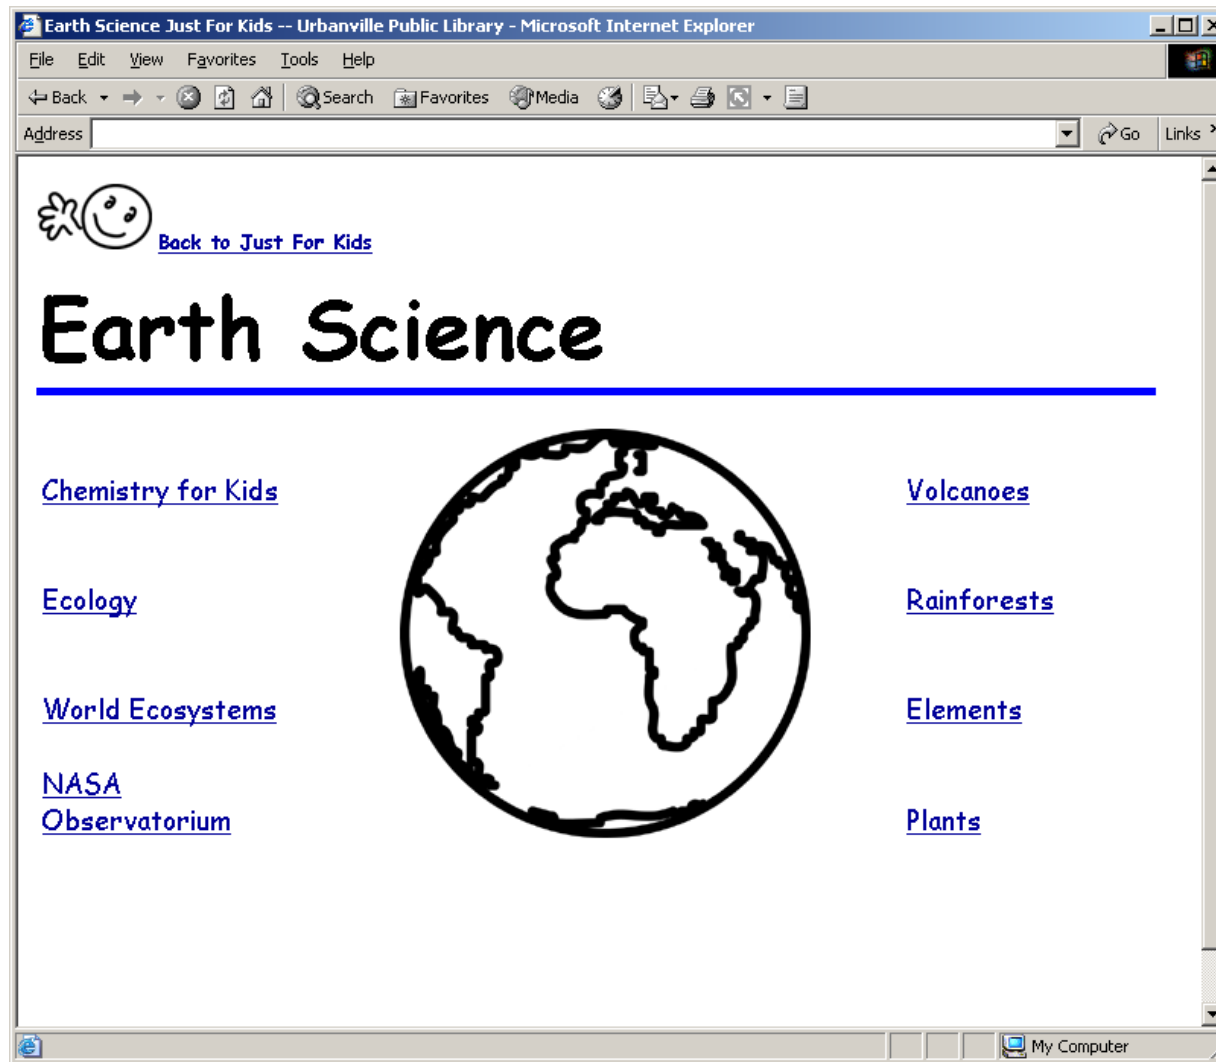 Earth Science Just For Kids -- Urbanville Public Library - Microsoft Internet Explorer
File Edit View Favorites Tools Help
Back Search Favorites Media
Address Go Links »
Back to Just For Kids
Earth Science
Chemistry for Kids Volcanoes
Ecology Rainforests
World Ecosystems Elements
NASA
Observatorium Plants
My Computer